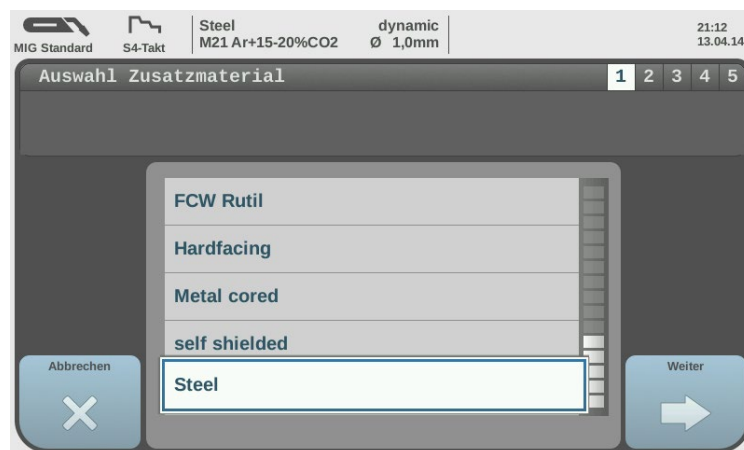 Steel dynamic 21:12
MIG Standard S4-Takt M21 Ar+15-20%CO2 Ø 1,0mm 13.04.14
Auswahl Zusatzmaterial 1 2 3 4 5
FCW Rutil
Hardfacing
Metal cored
self shielded
Steel
Abbrechen
Weiter